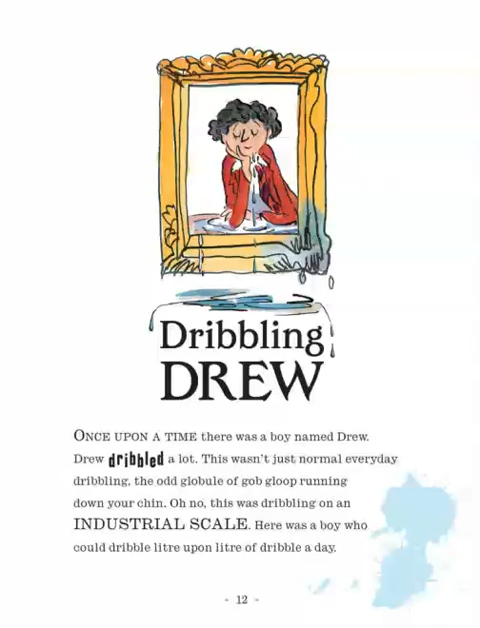 Dribbling
DREW
ONCE UPON A TIME there was a boy named Drew.
Drew dribbled a lot. This wasn't just normal everyday
dribbling, the odd globule of gob gloop running
down your chin. Oh no, this was dribbling on an
INDUSTRIAL SCALE. Here was a boy who
could dribble litre upon litre of dribble a day.
- 12 -